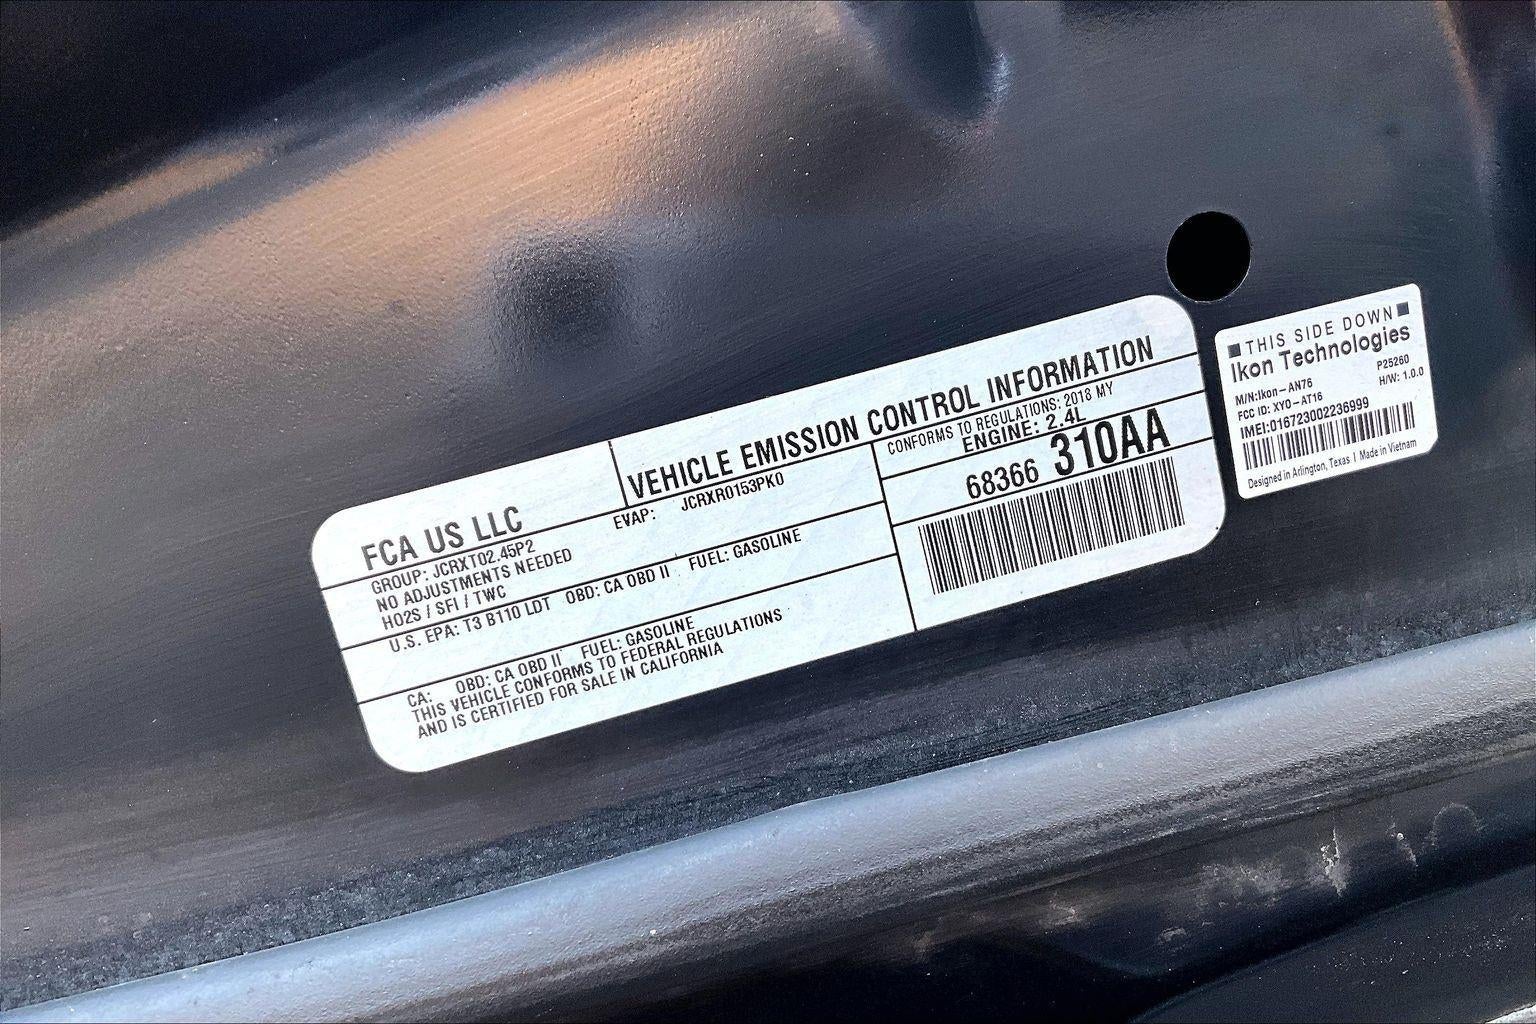 FCA US LLC
VEHICLE EMISSION CONTROL INFORMATION
GROUP: JCRXT02.45P2
EVAP: JCRXR0153PK0
NO ADJUSTMENTS NEEDED
HO2S / SFI / TWC
U.S. EPA: T3 B110 LDT OBD: CA OBD II FUEL: GASOLINE
CA: OBD: CA OBD II FUEL: GASOLINE
THIS VEHICLE CONFORMS TO FEDERAL REGULATIONS
AND IS CERTIFIED FOR SALE IN CALIFORNIA
CONFORMS TO REGULATIONS: 2018 MY
ENGINE: 2.4L
68366 310AA
THIS SIDE DOWN
Ikon Technologies
P25260
M/N:Ikon-AN76
H/W: 1.0.0
FCC ID: XYO-AT16
IMEI:016723002236999
Designed in Arlington, Texas | Made in Vietnam